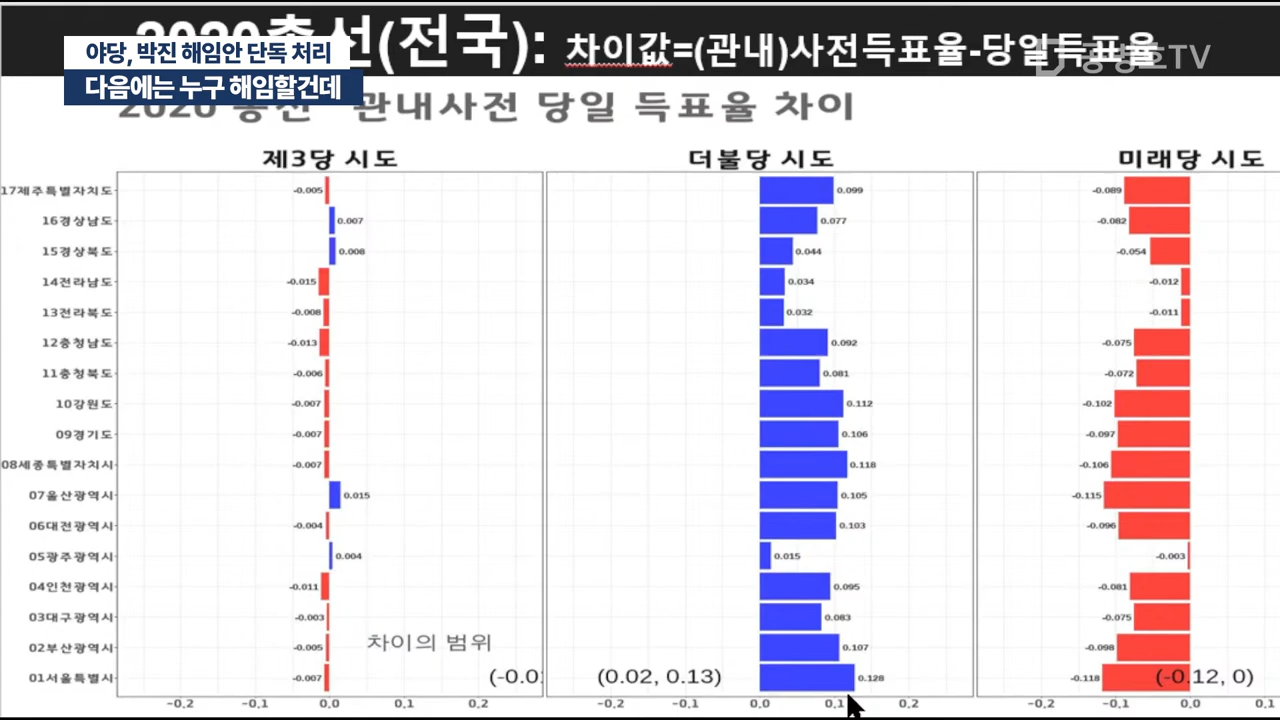 선(전국): 차이값=(관내)사전득표율-당일득표율
공병호TV
야당, 박진 해임안 단독 처리
다음에는 누구 해임할건데
2020 총선 관내사전 당일 득표율 차이
제3당 시도 더불당 시도 미래당 시도
17제주특별자치도 -0.005 0.099 -0.089
16경상남도 0.007 0.077 -0.082
15경상북도 0.008 0.044 -0.054
14전라남도 -0.015 0.034 -0.012
13전라북도 -0.008 0.032 -0.011
12충청남도 -0.013 0.092 -0.075
11충청북도 -0.006 0.081 -0.072
10강원도 -0.007 0.112 -0.102
09경기도 -0.007 0.106 -0.097
08세종특별자치시 -0.007 0.118 -0.106
07울산광역시 0.015 0.105 -0.115
06대전광역시 -0.004 0.103 -0.096
05광주광역시 0.004 0.015 -0.003
04인천광역시 -0.011 0.095 -0.081
03대구광역시 -0.003 0.083 -0.075
02부산광역시 -0.005 차이의 범위 0.107 -0.098
01서울특별시 -0.007 (-0.0 (0.02, 0.13) 0.128 -0.118 (-0.12, 0)
-0.2 -0.1 0.0 0.1 0.2 -0.2 -0.1 0.0 0.1 0.2 -0.2 -0.1 0.0 0.1